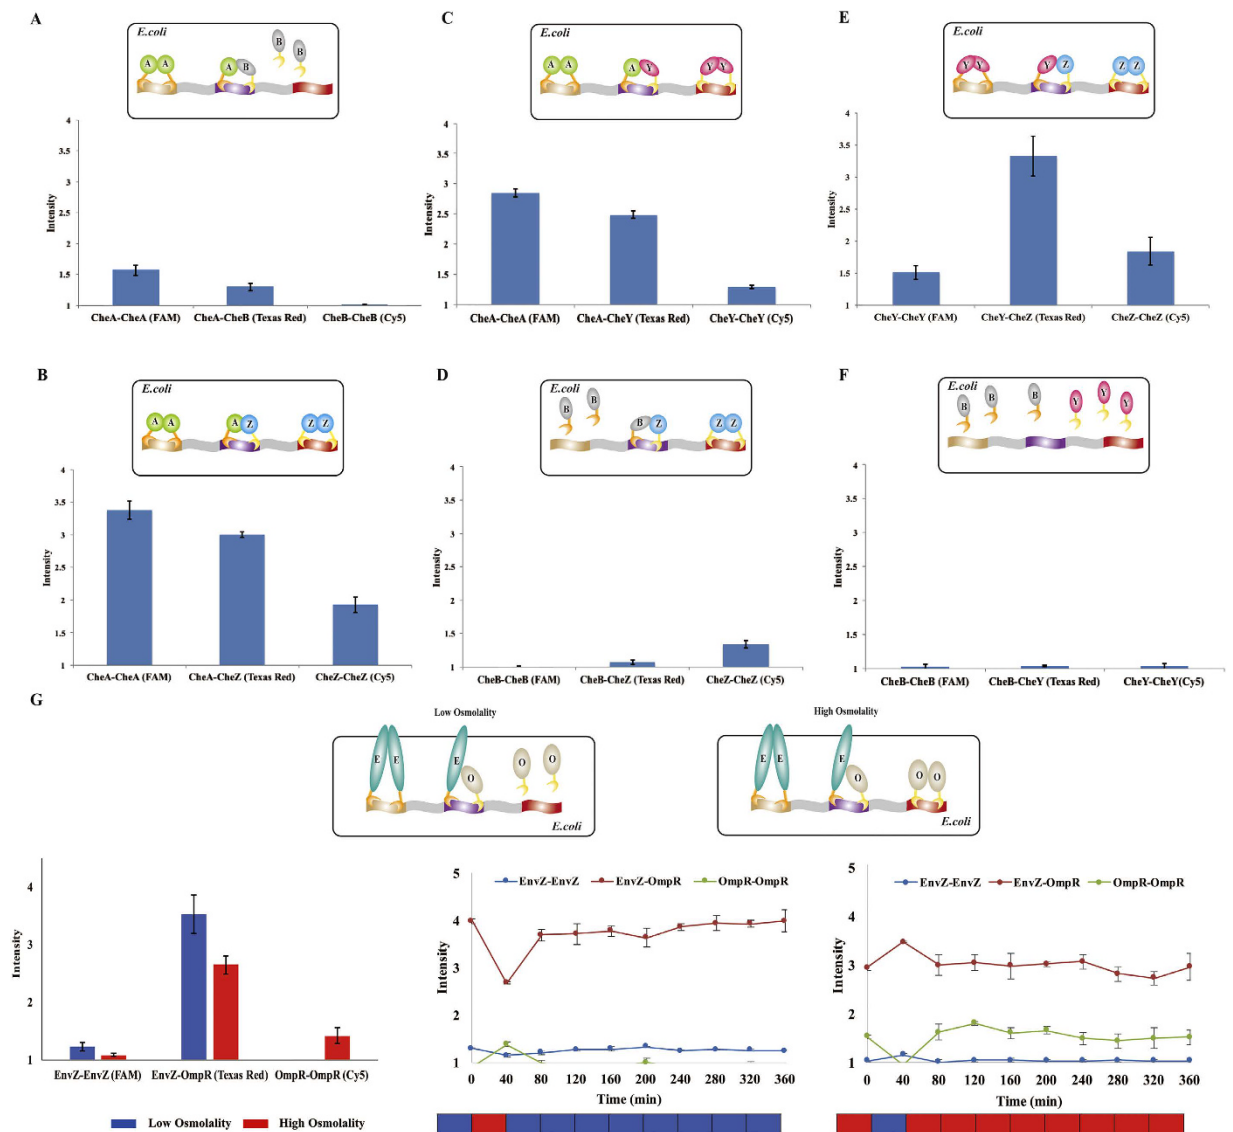 A
E.coli
A A A B B B
4
3.5
3
2.5
2
1.5
1
Intensity
CheA-CheA (FAM) CheA-CheB (Texas Red) CheB-CheB (Cy5)
C
E.coli
A A A Y Y Y
4
3.5
3
2.5
2
1.5
1
Intensity
CheA-CheA (FAM) CheA-CheY (Texas Red) CheY-CheY (Cy5)
E
E.coli
Y Y Y Z Z Z
4
3.5
3
2.5
2
1.5
1
Intensity
CheY-CheY (FAM) CheY-CheZ (Texas Red) CheZ-CheZ (Cy5)
B
E.coli
A A A Z Z Z
4
3.5
3
2.5
2
1.5
1
Intensity
CheA-CheA (FAM) CheA-CheZ (Texas Red) CheZ-CheZ (Cy5)
D
E.coli
B B B Z Z Z
4
3.5
3
2.5
2
1.5
1
Intensity
CheB-CheB (FAM) CheB-CheZ (Texas Red) CheZ-CheZ (Cy5)
F
E.coli
B B B Y Y Y
4
3.5
3
2.5
2
1.5
1
Intensity
CheB-CheB (FAM) CheB-CheY (Texas Red) CheY-CheY(Cy5)
G
Low Osmolality
E E E O O O
E.coli
High Osmolality
E E E O O O
E.coli
4
3
2
1
Intensity
EnvZ-EnvZ (FAM) EnvZ-OmpR (Texas Red) OmpR-OmpR (Cy5)
Low Osmolality High Osmolality
EnvZ-EnvZ EnvZ-OmpR OmpR-OmpR
5
4
3
2
1
Intensity
0 40 80 120 160 200 240 280 320 360
Time (min)
EnvZ-EnvZ EnvZ-OmpR OmpR-OmpR
5
4
3
2
1
Intensity
0 40 80 120 160 200 240 280 320 360
Time (min)